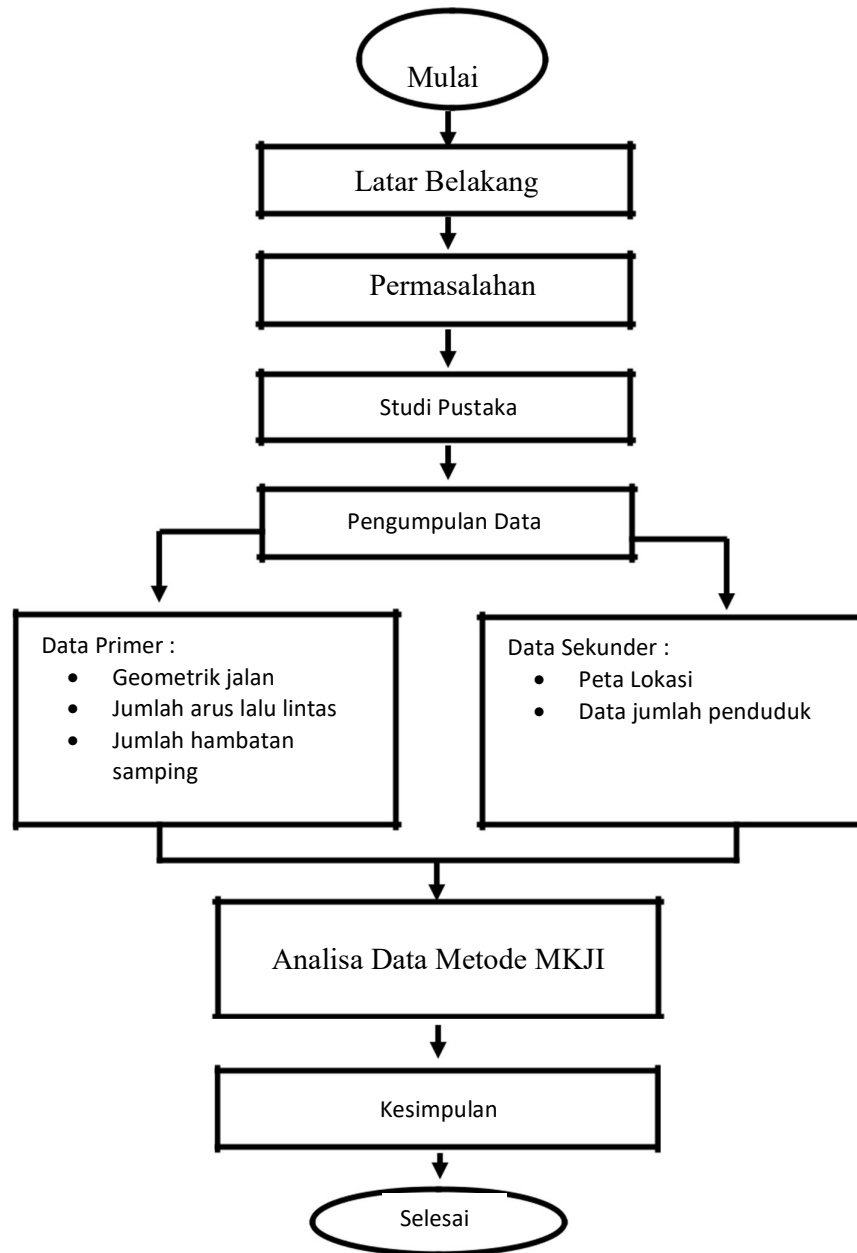 Mulai
Latar Belakang
Permasalahan
Studi Pustaka
Pengumpulan Data
Data Primer :
• Geometrik jalan
• Jumlah arus lalu lintas
• Jumlah hambatan
samping
Data Sekunder :
• Peta Lokasi
• Data jumlah penduduk
Analisa Data Metode MKJI
Kesimpulan
Selesai